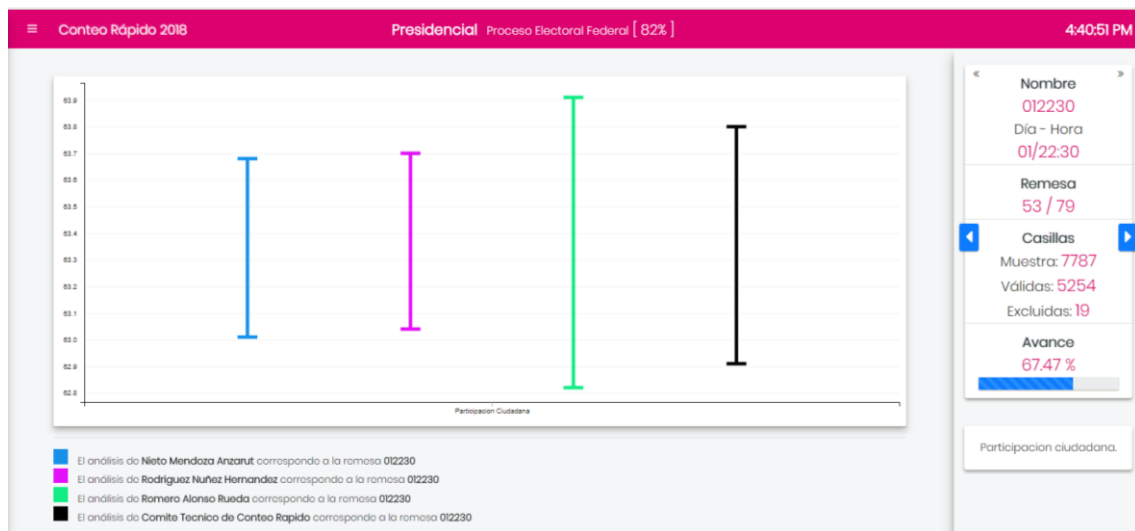 ≡ Conteo Rápido 2018 Presidencial Proceso Electoral Federal [ 82% ] 4:40:51 PM
63.9
63.8
63.7
63.6
63.5
63.4
63.3
63.2
63.1
63.0
62.9
62.8
Participacion Ciudadana
El análisis de Nieto Mendoza Anzarut corresponde a la remesa 012230
El análisis de Rodriguez Nuñez Hernandez corresponde a la remesa 012230
El análisis de Romero Alonso Rueda corresponde a la remesa 012230
El análisis de Comite Tecnico de Conteo Rapido corresponde a la remesa 012230
« »
Nombre
012230
Día - Hora
01/22:30
Remesa
53 / 79
Casillas
Muestra: 7787
Válidas: 5254
Excluidas: 19
Avance
67.47 %
Participacion ciudadana.